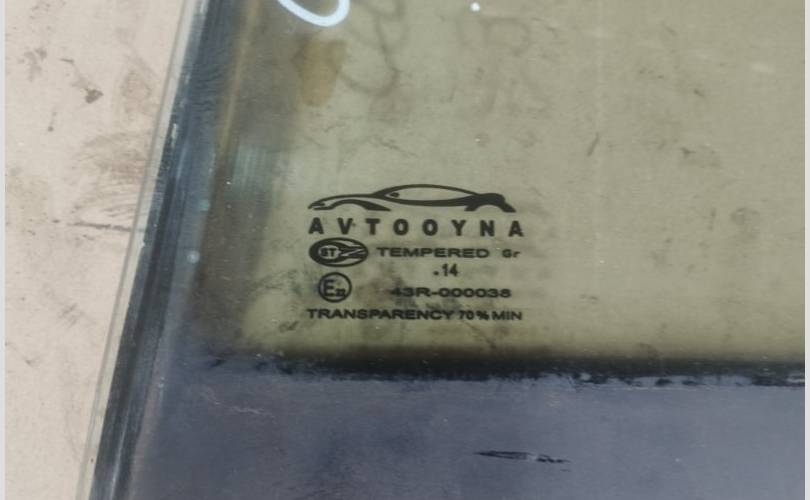 AVTOOYNA
TEMPERED Gr
.14
43R-000038
TRANSPARENCY 70% MIN